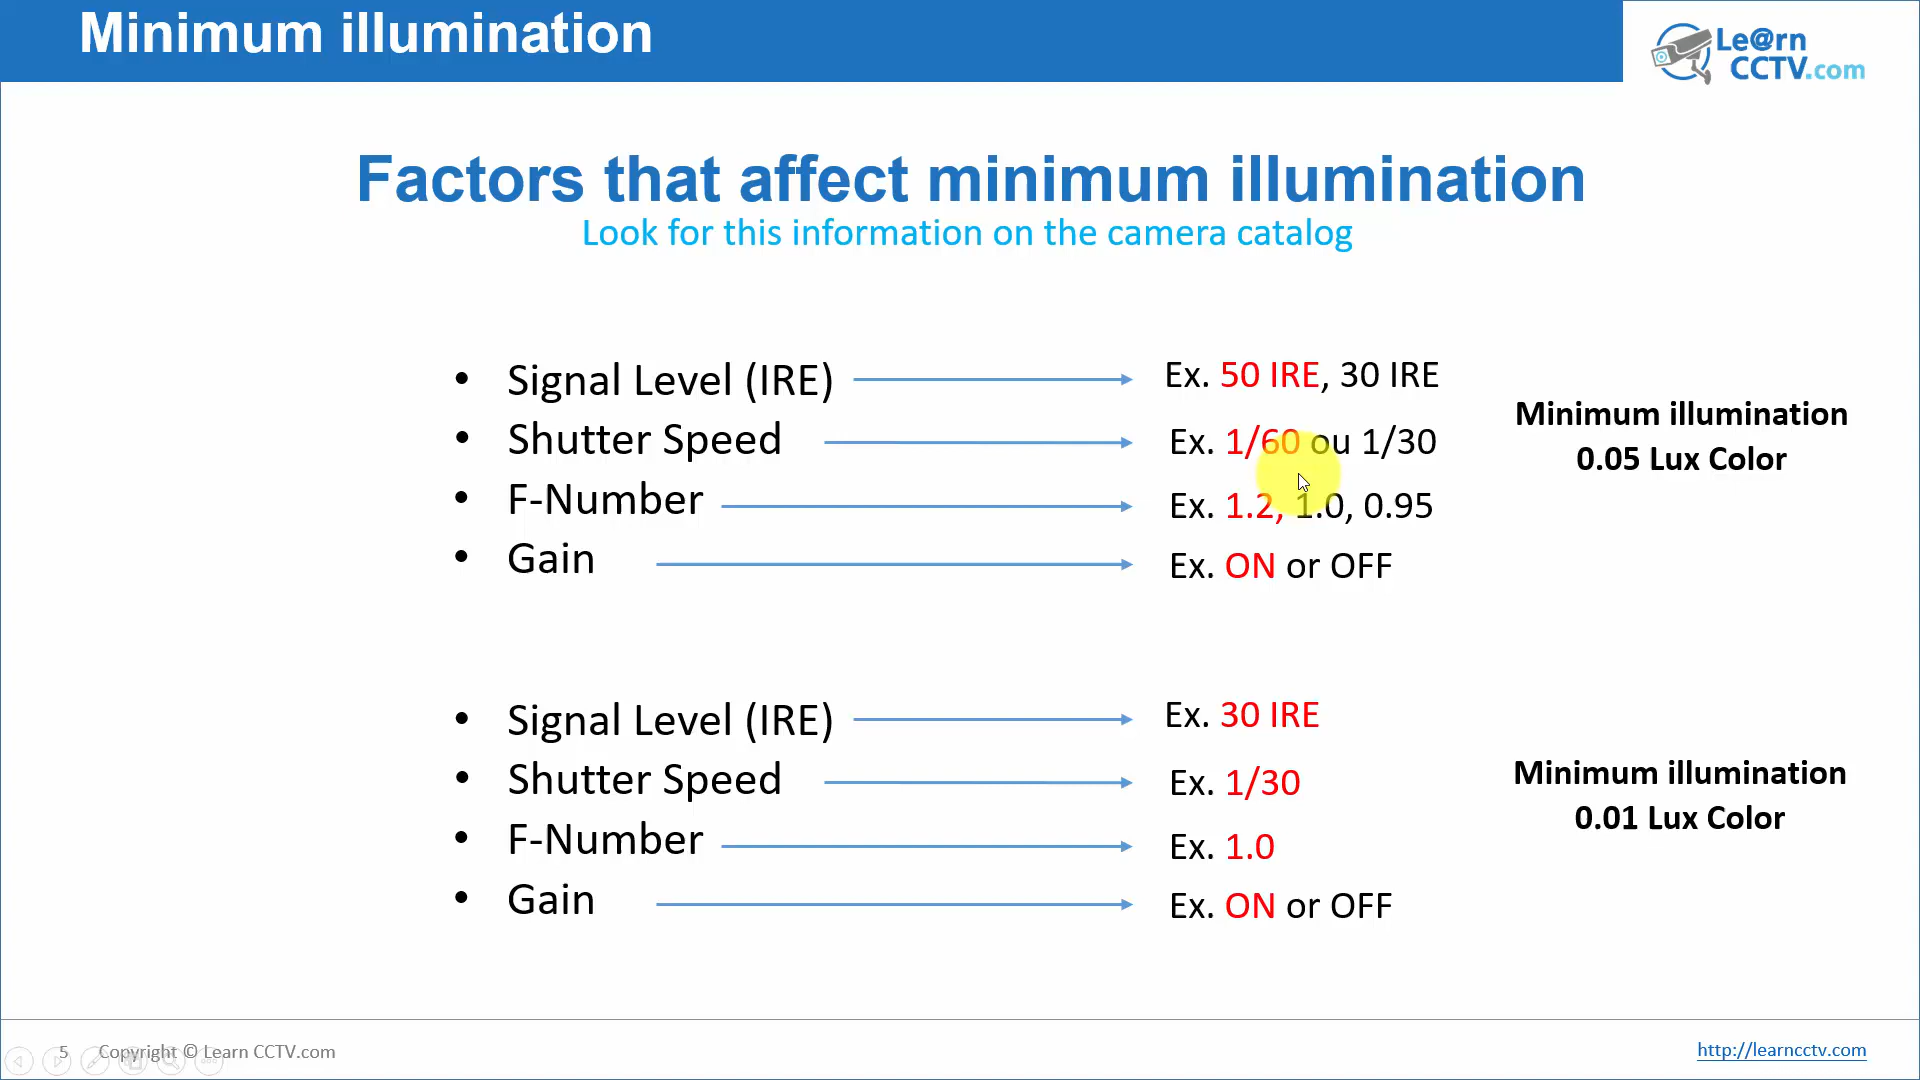 Minimum illumination
Le@rn
CCTV.com
Factors that affect minimum illumination
Look for this information on the camera catalog
• Signal Level (IRE) Ex. 50 IRE, 30 IRE
• Shutter Speed Ex. 1/60 ou 1/30
• F-Number Ex. 1.2, 1.0, 0.95
• Gain Ex. ON or OFF
Minimum illumination
0.05 Lux Color
• Signal Level (IRE) Ex. 30 IRE
• Shutter Speed Ex. 1/30
• F-Number Ex. 1.0
• Gain Ex. ON or OFF
Minimum illumination
0.01 Lux Color
5 Copyright © Learn CCTV.com
http://learncctv.com